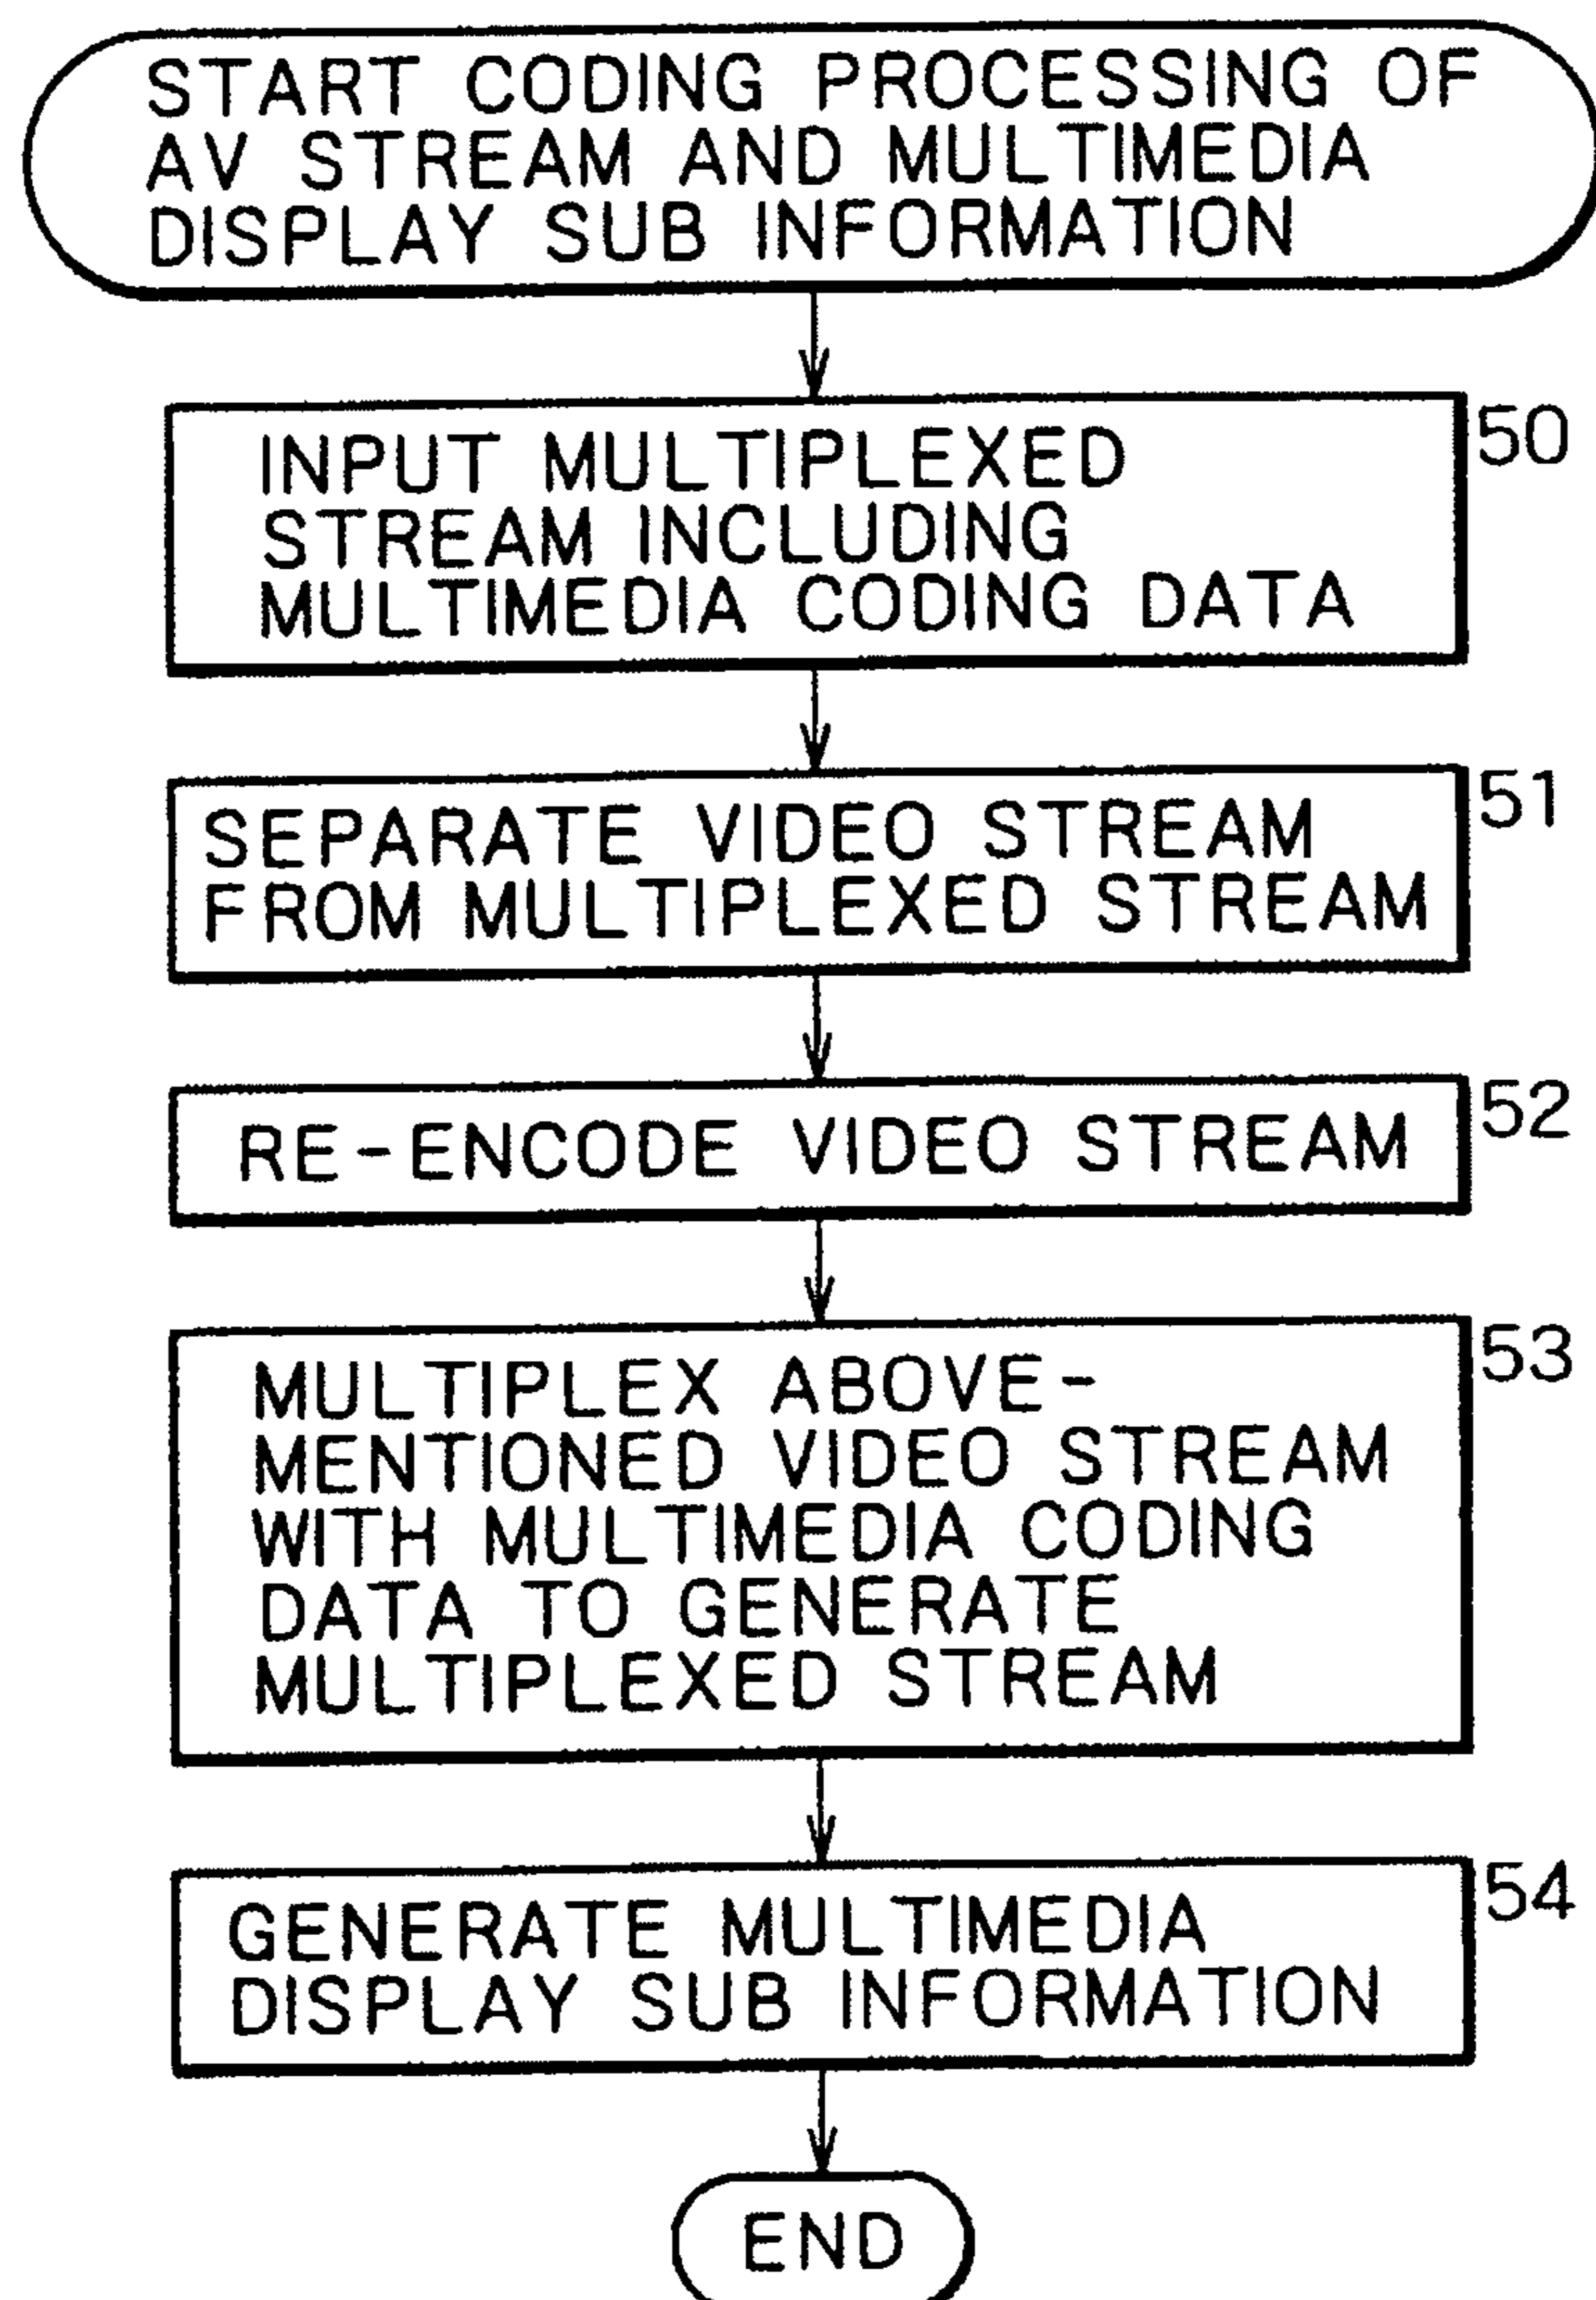 START CODING PROCESSING OF
AV STREAM AND MULTIMEDIA
DISPLAY SUB INFORMATION
50
INPUT MULTIPLEXED
STREAM INCLUDING
MULTIMEDIA CODING DATA
51
SEPARATE VIDEO STREAM
FROM MULTIPLEXED STREAM
52
RE-ENCODE VIDEO STREAM
53
MULTIPLEX ABOVE-
MENTIONED VIDEO STREAM
WITH MULTIMEDIA CODING
DATA TO GENERATE
MULTIPLEXED STREAM
54
GENERATE MULTIMEDIA
DISPLAY SUB INFORMATION
END